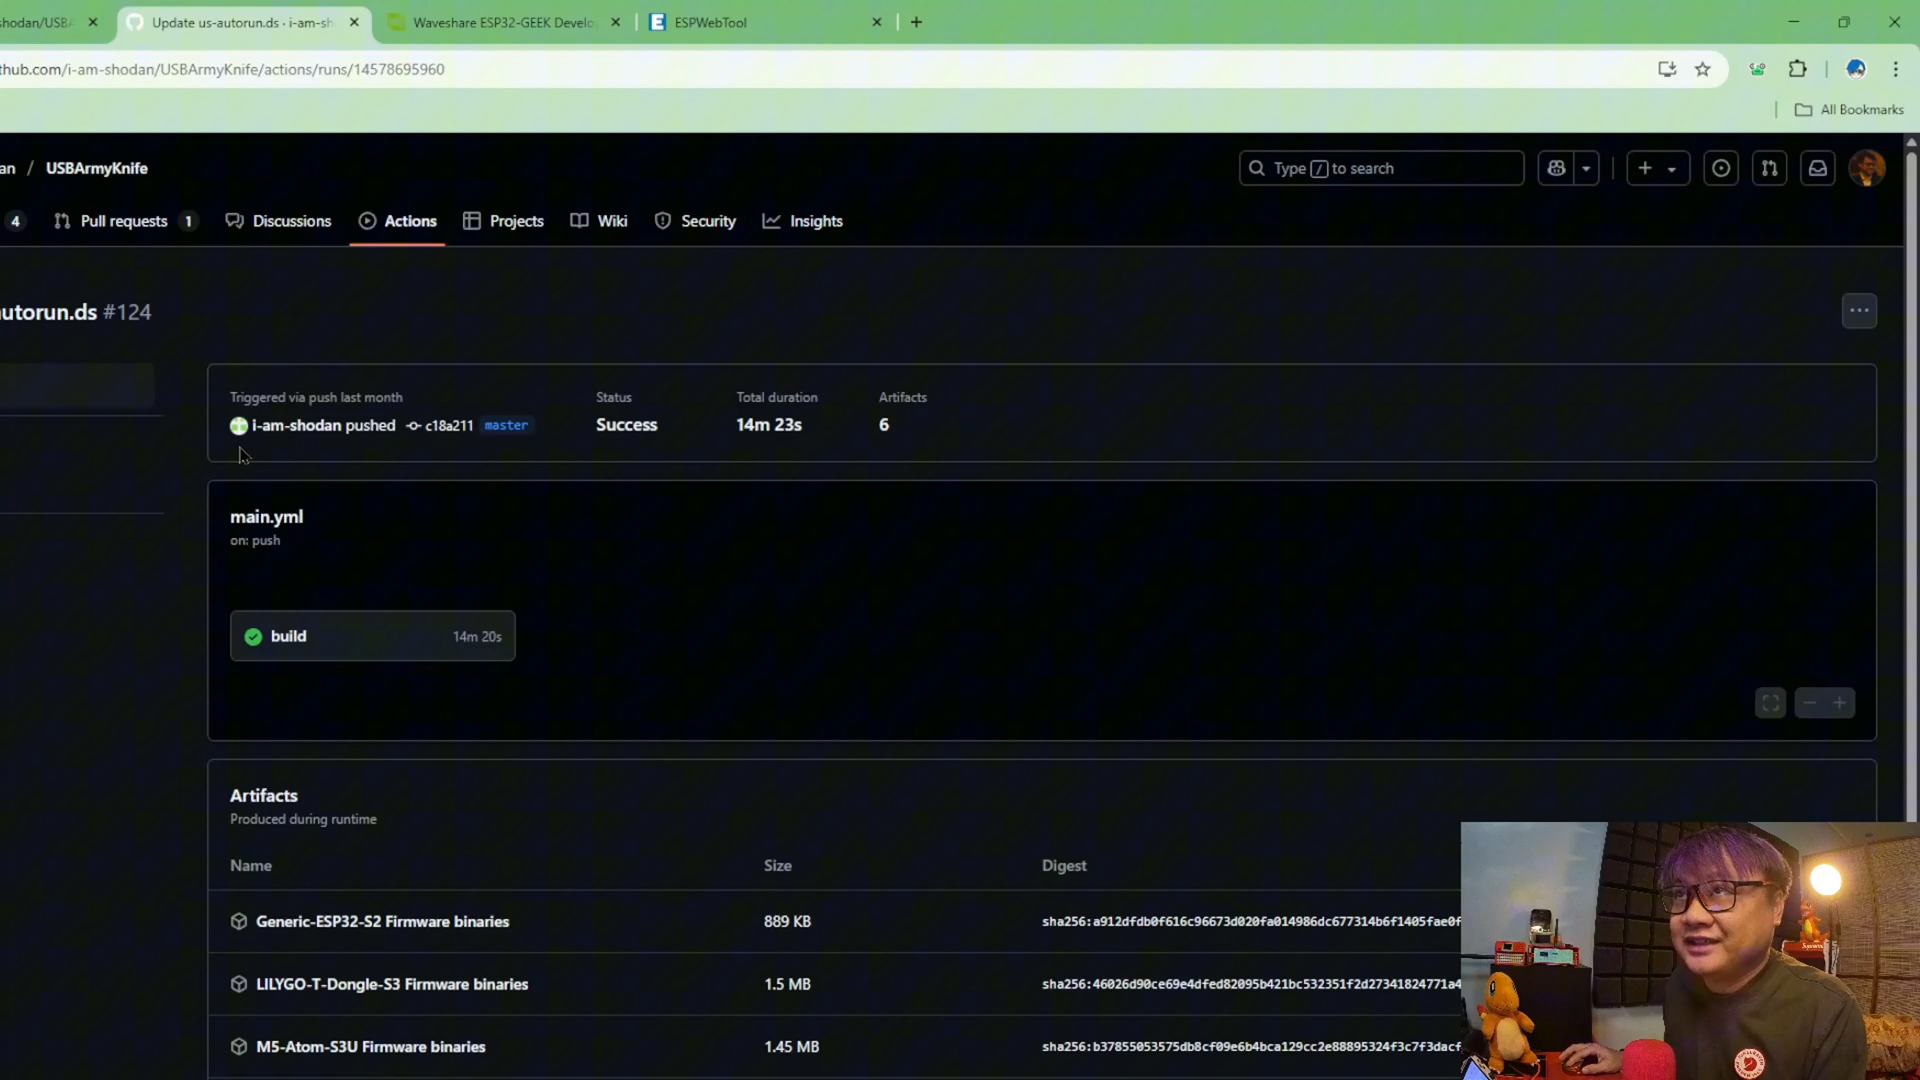 shodan/USBA
Update us-autorun.ds · i-am-sh
Waveshare ESP32-GEEK Develo
ESPWebTool
thub.com/i-am-shodan/USBArmyKnife/actions/runs/14578695960
All Bookmarks
an / USBArmyKnife
Type / to search
4 Pull requests 1 Discussions Actions Projects Wiki Security Insights
utorun.ds #124
Triggered via push last month Status Total duration Artifacts
i-am-shodan pushed c18a211 master Success 14m 23s 6
main.yml
on: push
build 14m 20s
Artifacts
Produced during runtime
Name Size Digest
Generic-ESP32-S2 Firmware binaries 889 KB sha256:a912dfdb0f616c96673d020fa014986dc677314b6f1405fae0f
LILYGO-T-Dongle-S3 Firmware binaries 1.5 MB sha256:46026d90ce69e4dfed82095b421bc532351f2d27341824771a4
M5-Atom-S3U Firmware binaries 1.45 MB sha256:b37855053575db8cf09e6b4bca129cc2e88895324f3c7f3dacf